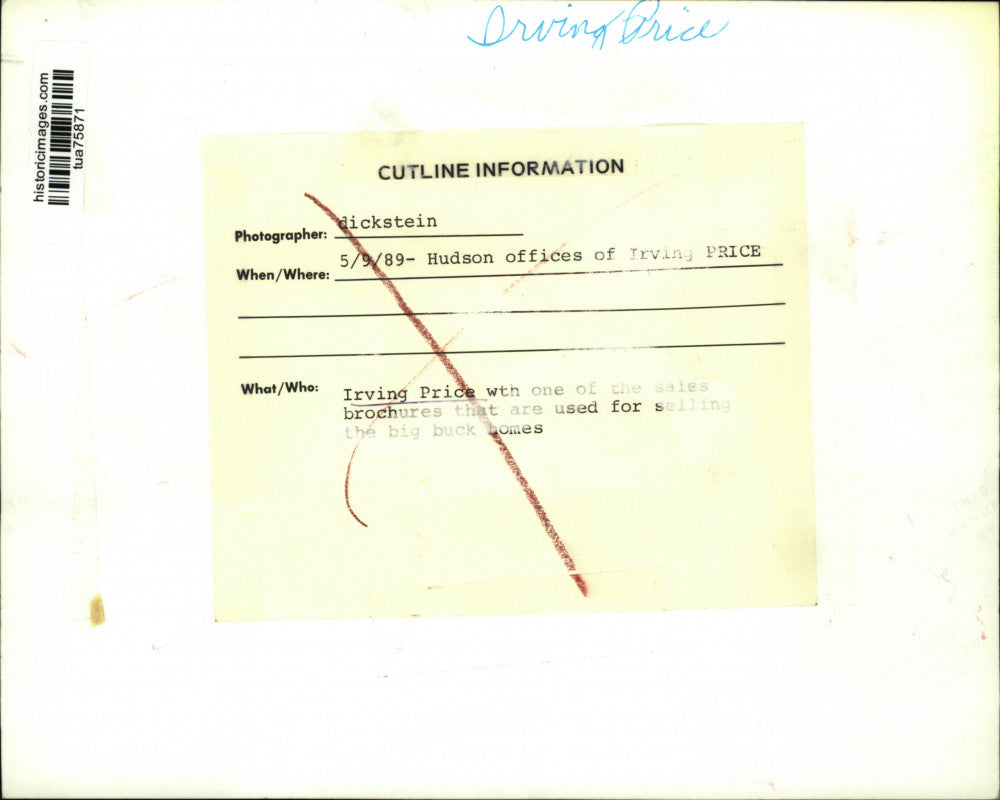 Irving Price
historicimages.com
tua75871
CUTLINE INFORMATION
Photographer: dickstein
When/Where: 5/9/89- Hudson offices of Irving PRICE
What/Who: Irving Price wth one of the sales
brochures that are used for selling
the big buck homes